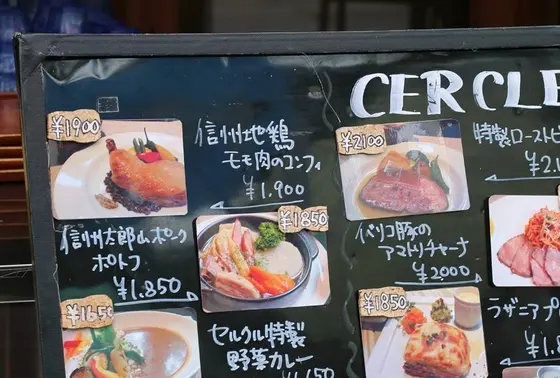 CERCLE
¥1900
信州地鶏
モモ肉のコンフィ
¥1.900
信州太郎ポーク
ポトフ
¥1.850
¥1850
¥1650
セルクル特製
野菜カレー
¥1.650
¥2100
イベリコ豚の
アマトリチャーナ
¥2000
¥1850
特製ロースト
ラザニア